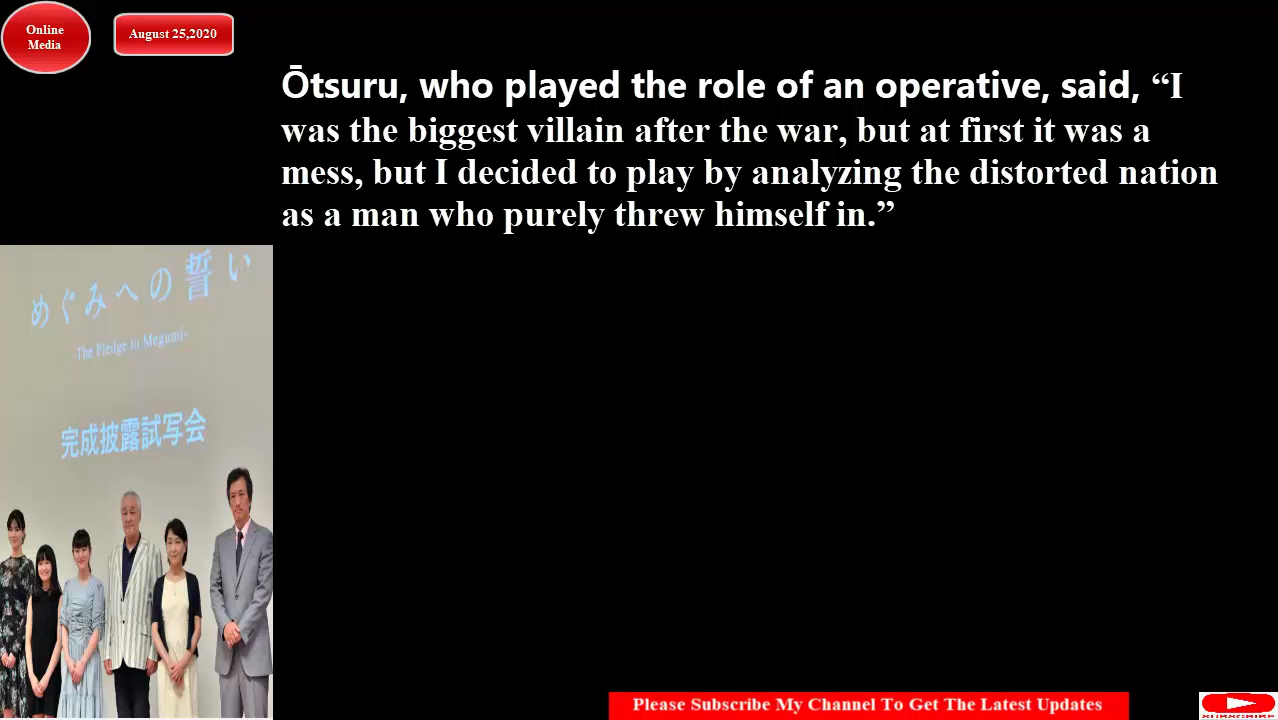 Online
Media
August 25,2020
Ōtsuru, who played the role of an operative, said, “I
was the biggest villain after the war, but at first it was a
mess, but I decided to play by analyzing the distorted nation
as a man who purely threw himself in.”
めぐみへの誓い
-The Pledge to Megumi-
完成披露試写会
Please Subscribe My Channel To Get The Latest Updates
SUBSCRIBE